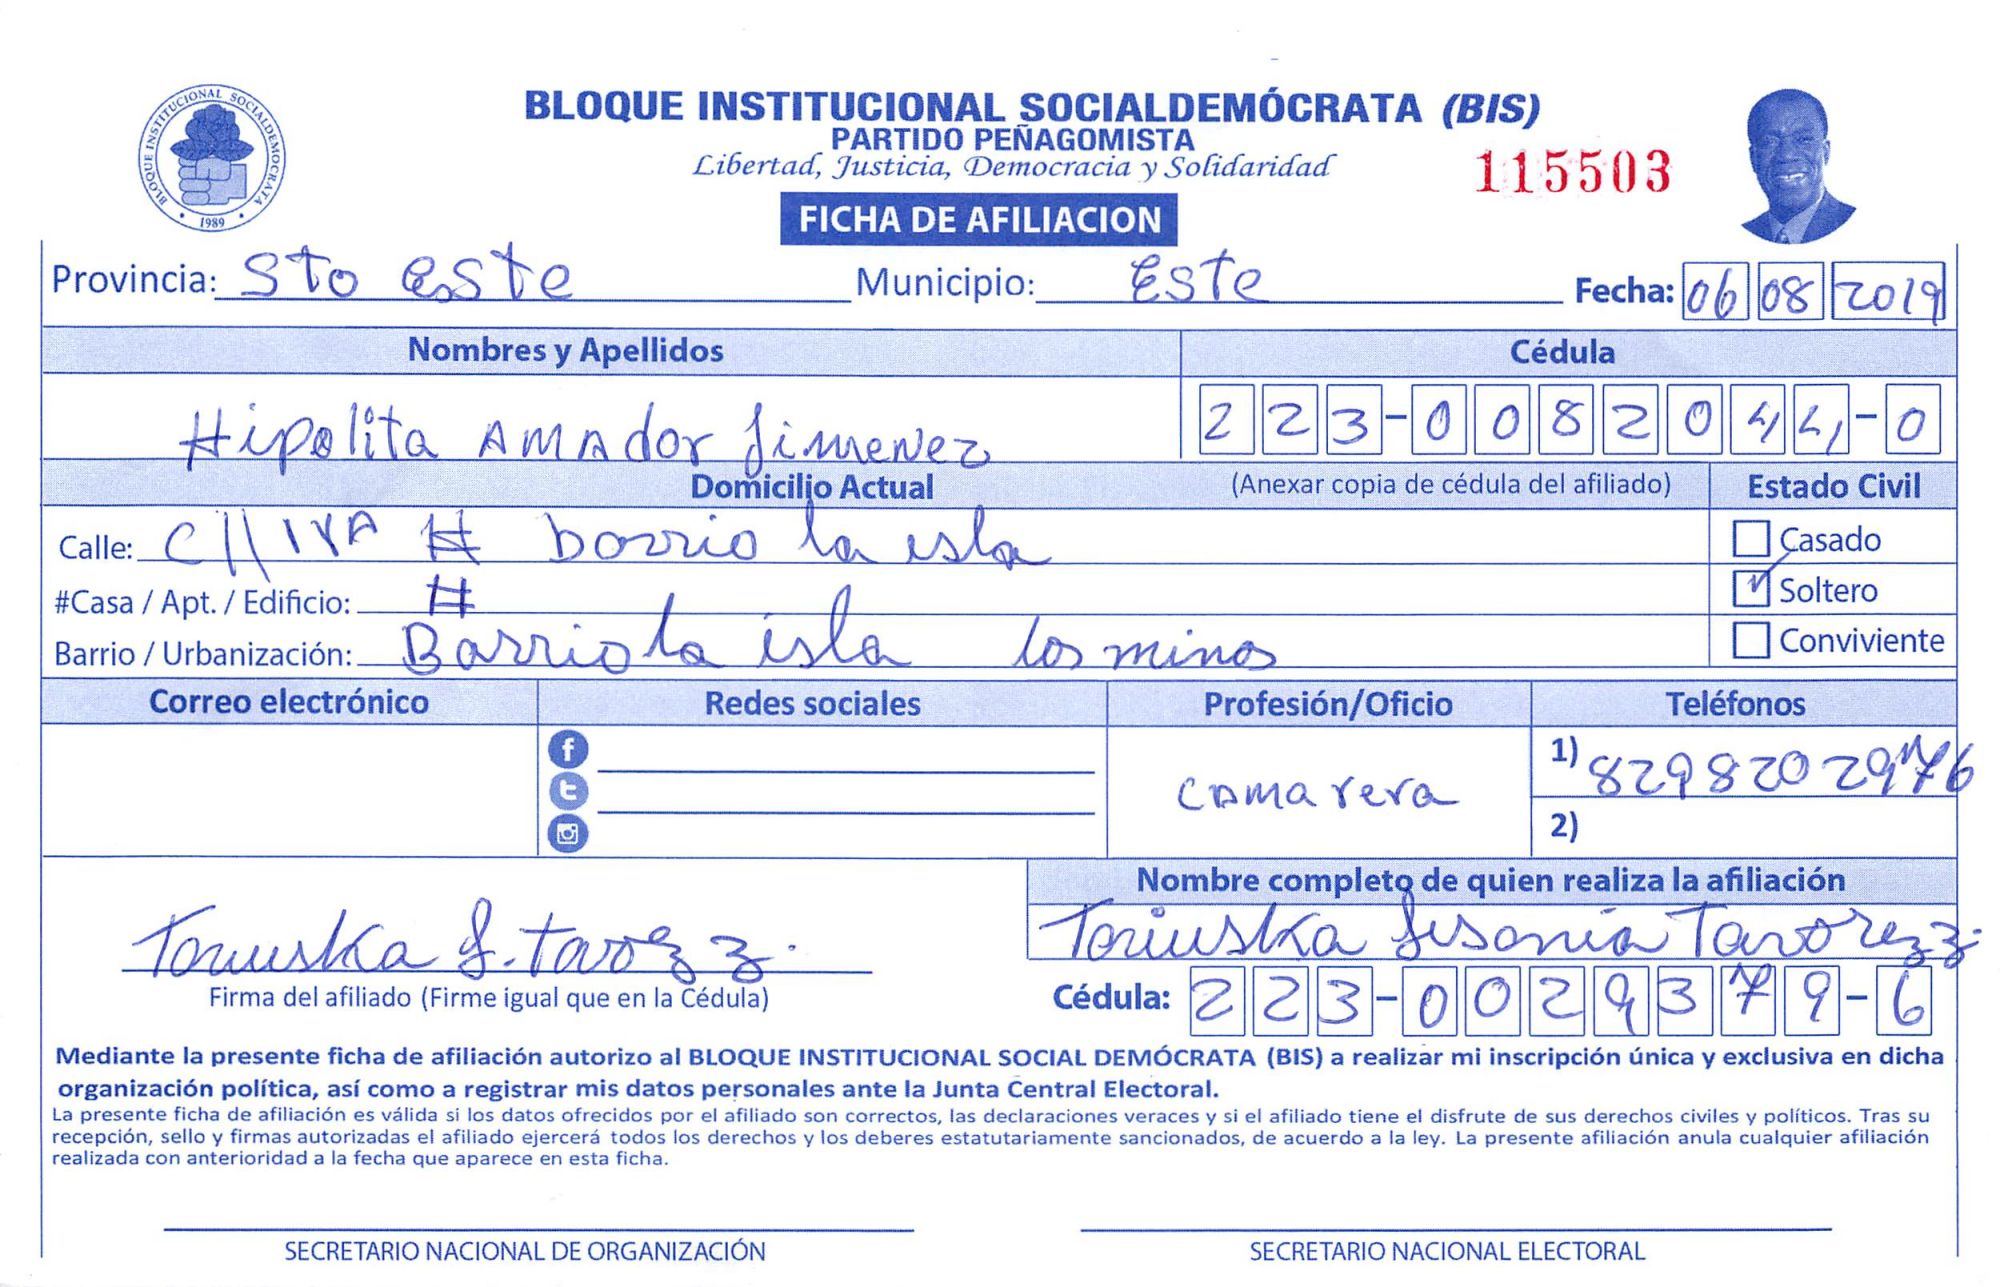 BLOQUE INSTITUCIONAL SOCIALDEMÓCRATA
1989
BLOQUE INSTITUCIONAL SOCIALDEMÓCRATA (BIS)
PARTIDO PEÑAGOMISTA
Libertad, Justicia, Democracia y Solidaridad
115503
FICHA DE AFILIACION
Provincia: Sto este Municipio: Este Fecha: 06 08 2019
Nombres y Apellidos Cédula
Hipolita AMADor Jimenez 223-0082044-0
Domicilio Actual (Anexar copia de cédula del afiliado) Estado Civil
Calle: C// 1RA # barrio la isla Casado
#Casa / Apt. / Edificio: # Soltero
Barrio / Urbanización: Barrio la isla los minos Conviviente
Correo electrónico Redes sociales Profesión/Oficio Teléfonos
1) 8298202976
camarera
2)
Nombre completo de quien realiza la afiliación
Firma del afiliado (Firme igual que en la Cédula)
Cédula: 223-0029379-6
Mediante la presente ficha de afiliación autorizo al BLOQUE INSTITUCIONAL SOCIAL DEMÓCRATA (BIS) a realizar mi inscripción única y exclusiva en dicha
organización política, así como a registrar mis datos personales ante la Junta Central Electoral.
La presente ficha de afiliación es válida si los datos ofrecidos por el afiliado son correctos, las declaraciones veraces y si el afiliado tiene el disfrute de sus derechos civiles y políticos. Tras su
recepción, sello y firmas autorizadas el afiliado ejercerá todos los derechos y los deberes estatutariamente sancionados, de acuerdo a la ley. La presente afiliación anula cualquier afiliación
realizada con anterioridad a la fecha que aparece en esta ficha.
SECRETARIO NACIONAL DE ORGANIZACIÓN SECRETARIO NACIONAL ELECTORAL